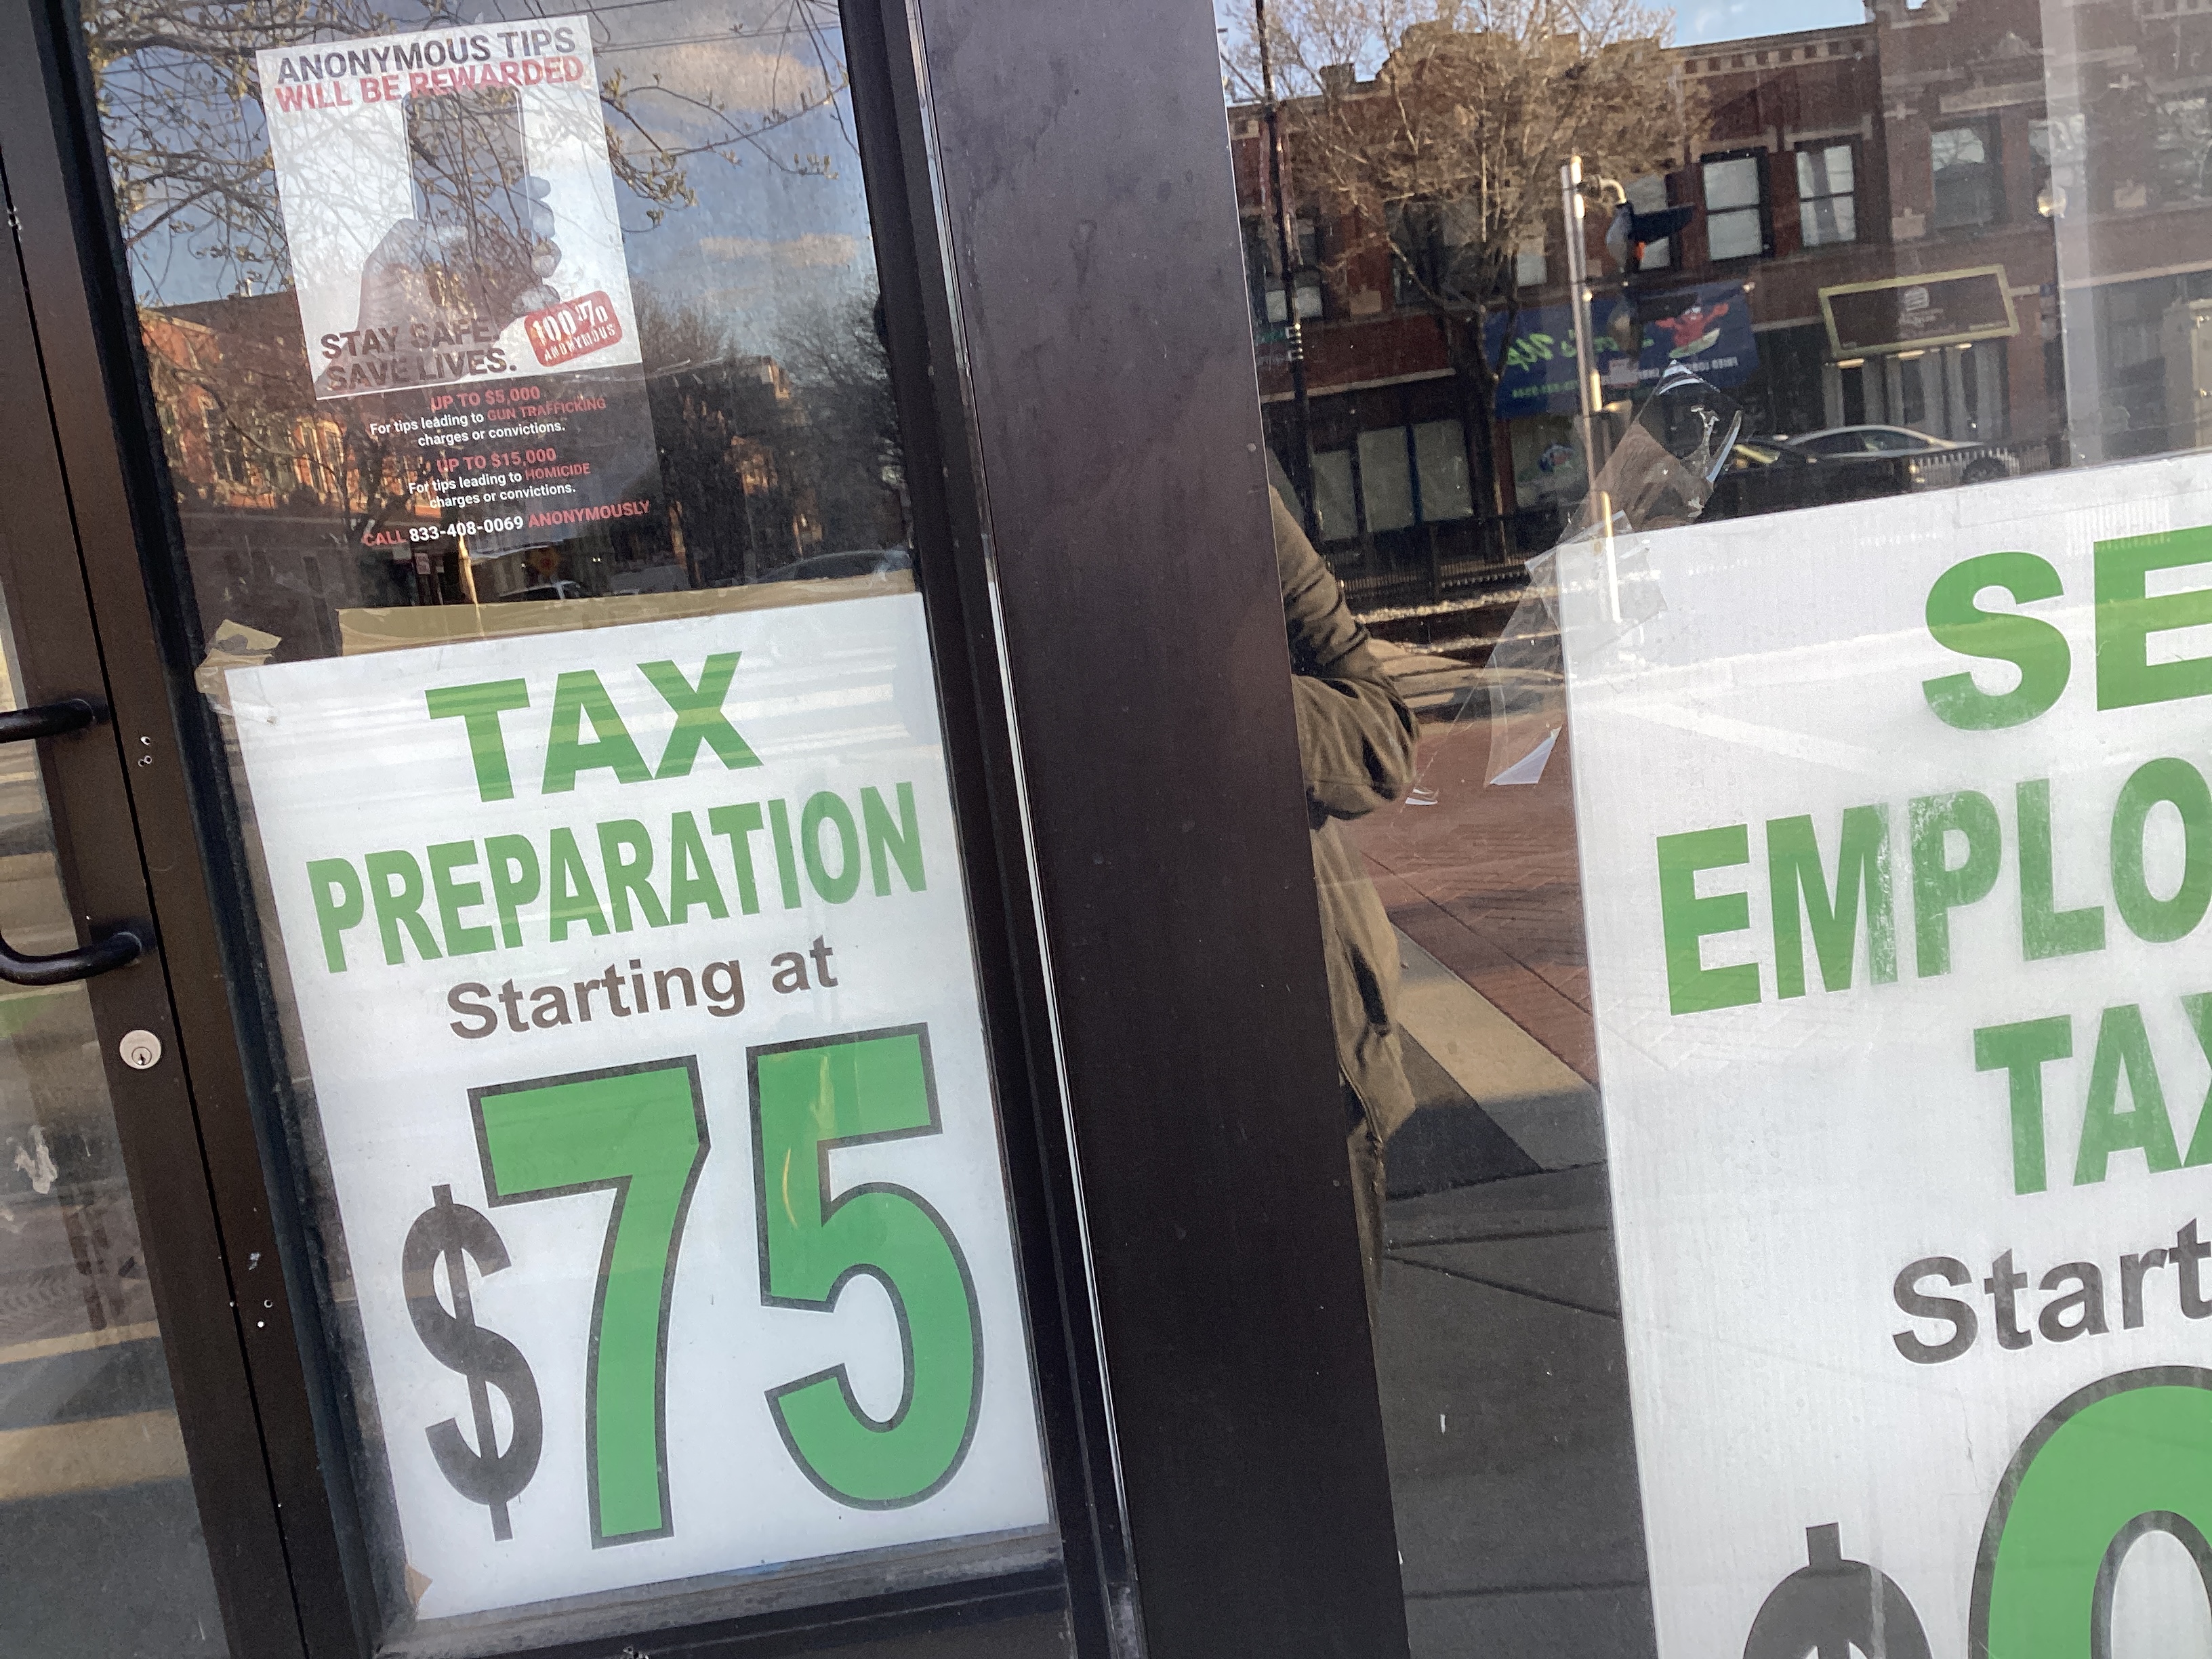 ANONYMOUS TIPS
WILL BE REWARDED
STAY SAFE.
SAVE LIVES.
100%
ANONYMOUS
UP TO $5,000
For tips leading to GUN TRAFFICKING
charges or convictions.
UP TO $15,000
For tips leading to HOMICIDE
charges or convictions.
CALL 833-408-0069 ANONYMOUSLY
TAX
PREPARATION
Starting at
$75
SE
EMPLO
TAX
Start
$